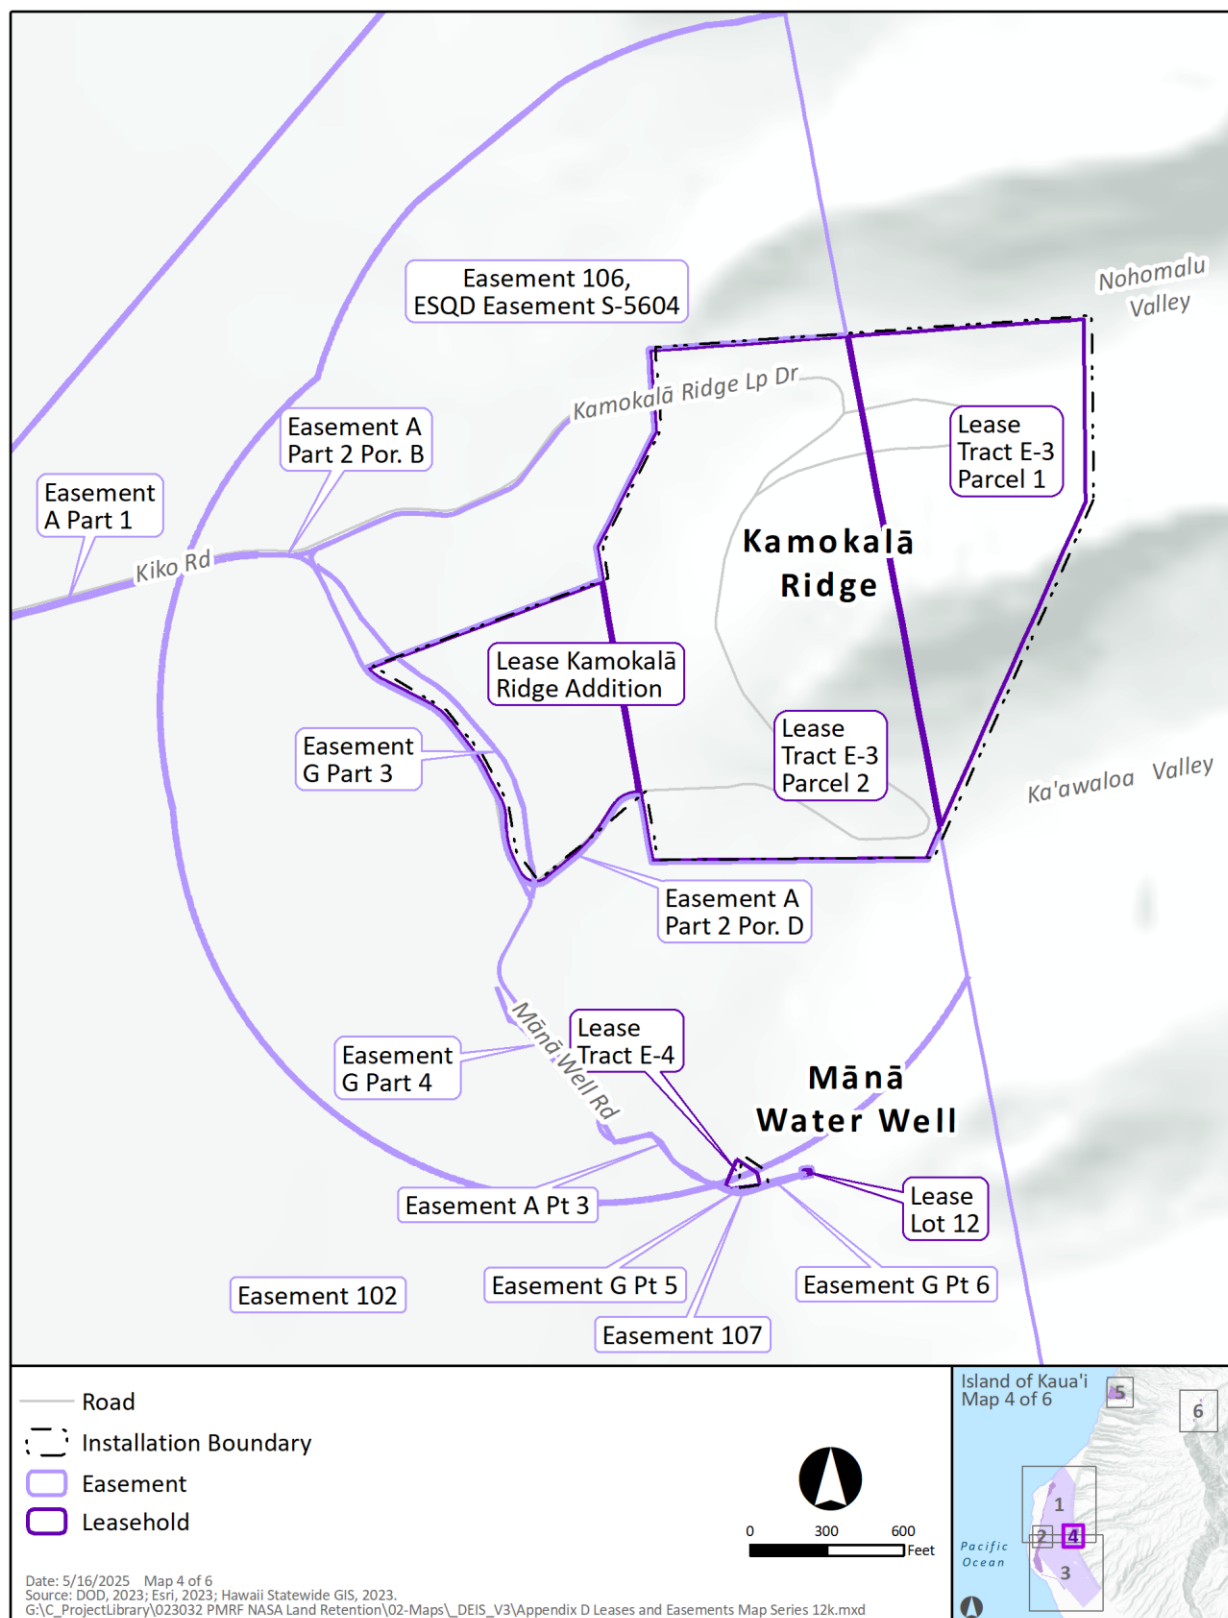 Easement 106,
ESQD Easement S-5604
Nohomalu
Valley
Kamokalā Ridge Lp Dr
Easement A
Part 2 Por. B
Lease
Tract E-3
Parcel 1
Easement
A Part 1
Kiko Rd
Kamokalā
Ridge
Lease Kamokalā
Ridge Addition
Easement
G Part 3
Lease
Tract E-3
Parcel 2
Ka'awaloa Valley
Easement A
Part 2 Por. D
Mānā Well Rd
Lease
Tract E-4
Easement
G Part 4
Mānā
Water Well
Easement A Pt 3
Lease
Lot 12
Easement 102
Easement G Pt 5
Easement G Pt 6
Easement 107
Road
Installation Boundary
Easement
Leasehold
0 300 600
Feet
Date: 5/16/2025 Map 4 of 6
Source: DOD, 2023; Esri, 2023; Hawaii Statewide GIS, 2023.
G:\C_ProjectLibrary\023032 PMRF NASA Land Retention\02-Maps\_DEIS_V3\Appendix D Leases and Easements Map Series 12k.mxd
Island of Kaua'i
Map 4 of 6
5
6
1
2
4
3
Pacific
Ocean